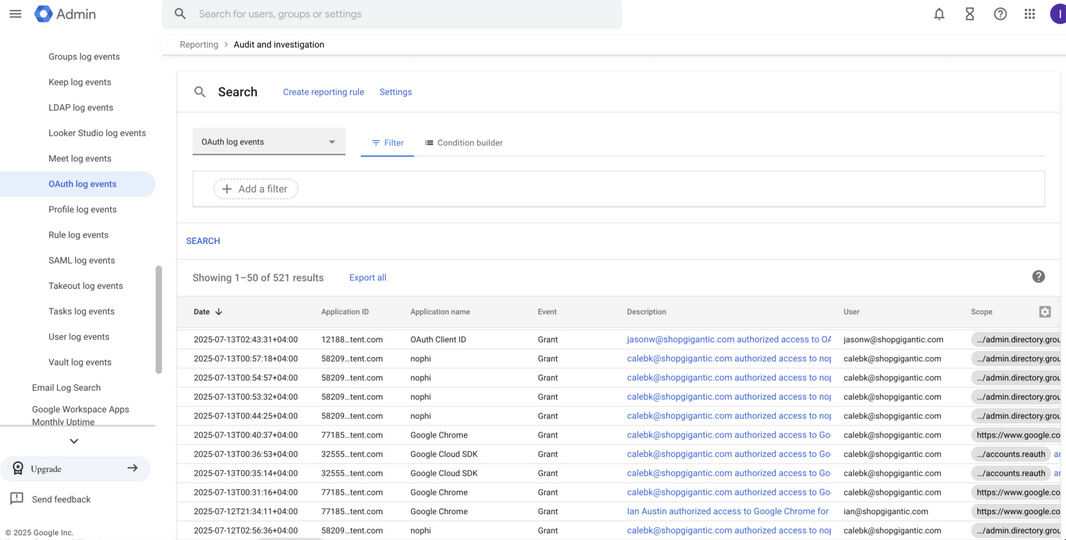 Admin
Search for users, groups or settings
I
Reporting > Audit and investigation
Groups log events
Keep log events
LDAP log events
Looker Studio log events
Meet log events
OAuth log events
Profile log events
Rule log events
SAML log events
Takeout log events
Tasks log events
User log events
Vault log events
Email Log Search
Google Workspace Apps
Monthly Uptime
Upgrade
Send feedback
© 2025 Google Inc.
Search Create reporting rule Settings
OAuth log events Filter Condition builder
+ Add a filter
SEARCH
Showing 1–50 of 521 results Export all
Date Application ID Application name Event Description User Scope
2025-07-13T02:43:31+04:00 12188...tent.com OAuth Client ID Grant jasonw@shopgigantic.com authorized access to OA jasonw@shopgigantic.com .../admin.directory.grou
2025-07-13T00:57:18+04:00 58209...tent.com nophi Grant calebk@shopgigantic.com authorized access to nop calebk@shopgigantic.com .../admin.directory.grou
2025-07-13T00:54:57+04:00 58209...tent.com nophi Grant calebk@shopgigantic.com authorized access to nop calebk@shopgigantic.com .../admin.directory.grou
2025-07-13T00:53:32+04:00 58209...tent.com nophi Grant calebk@shopgigantic.com authorized access to nop calebk@shopgigantic.com .../admin.directory.grou
2025-07-13T00:44:25+04:00 58209...tent.com nophi Grant calebk@shopgigantic.com authorized access to nop calebk@shopgigantic.com .../admin.directory.grou
2025-07-13T00:40:37+04:00 77185...tent.com Google Chrome Grant calebk@shopgigantic.com authorized access to Go calebk@shopgigantic.com https://www.google.co
2025-07-13T00:36:53+04:00 32555...tent.com Google Cloud SDK Grant calebk@shopgigantic.com authorized access to Go calebk@shopgigantic.com .../accounts.reauth
2025-07-13T00:35:14+04:00 32555...tent.com Google Cloud SDK Grant calebk@shopgigantic.com authorized access to Go calebk@shopgigantic.com .../accounts.reauth
2025-07-13T00:31:16+04:00 77185...tent.com Google Chrome Grant calebk@shopgigantic.com authorized access to Go calebk@shopgigantic.com https://www.google.co
2025-07-12T21:34:11+04:00 77185...tent.com Google Chrome Grant Ian Austin authorized access to Google Chrome for ian@shopgigantic.com https://www.google.co
2025-07-12T02:56:36+04:00 58209...tent.com nophi Grant calebk@shopgigantic.com authorized access to nop calebk@shopgigantic.com .../admin.directory.grou